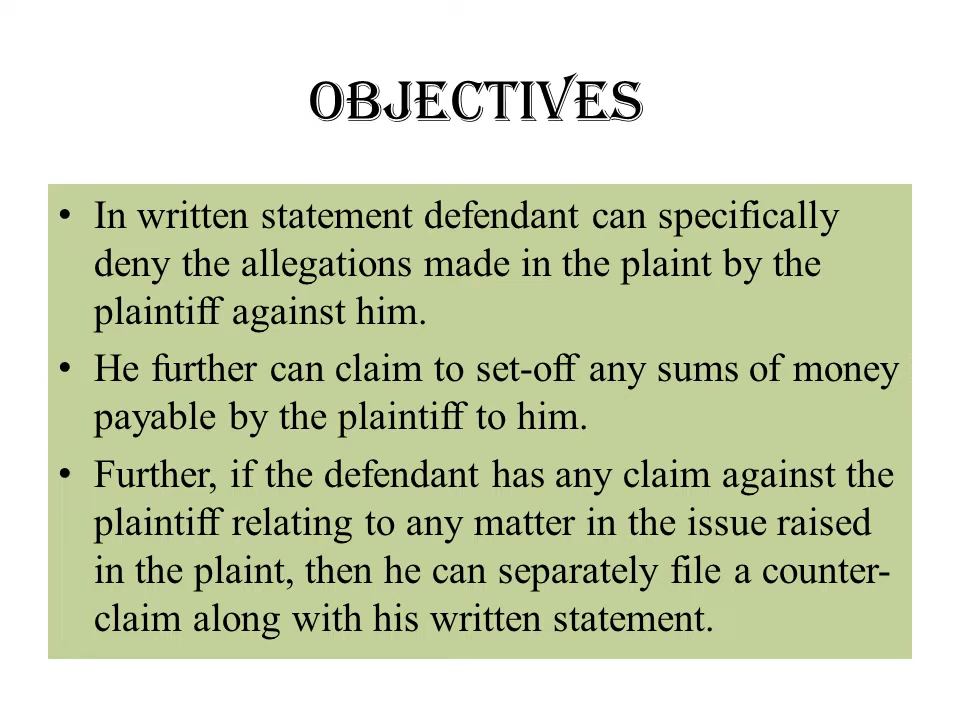 OBJECTIVES
• In written statement defendant can specifically
deny the allegations made in the plaint by the
plaintiff against him.
• He further can claim to set-off any sums of money
payable by the plaintiff to him.
• Further, if the defendant has any claim against the
plaintiff relating to any matter in the issue raised
in the plaint, then he can separately file a counter-
claim along with his written statement.